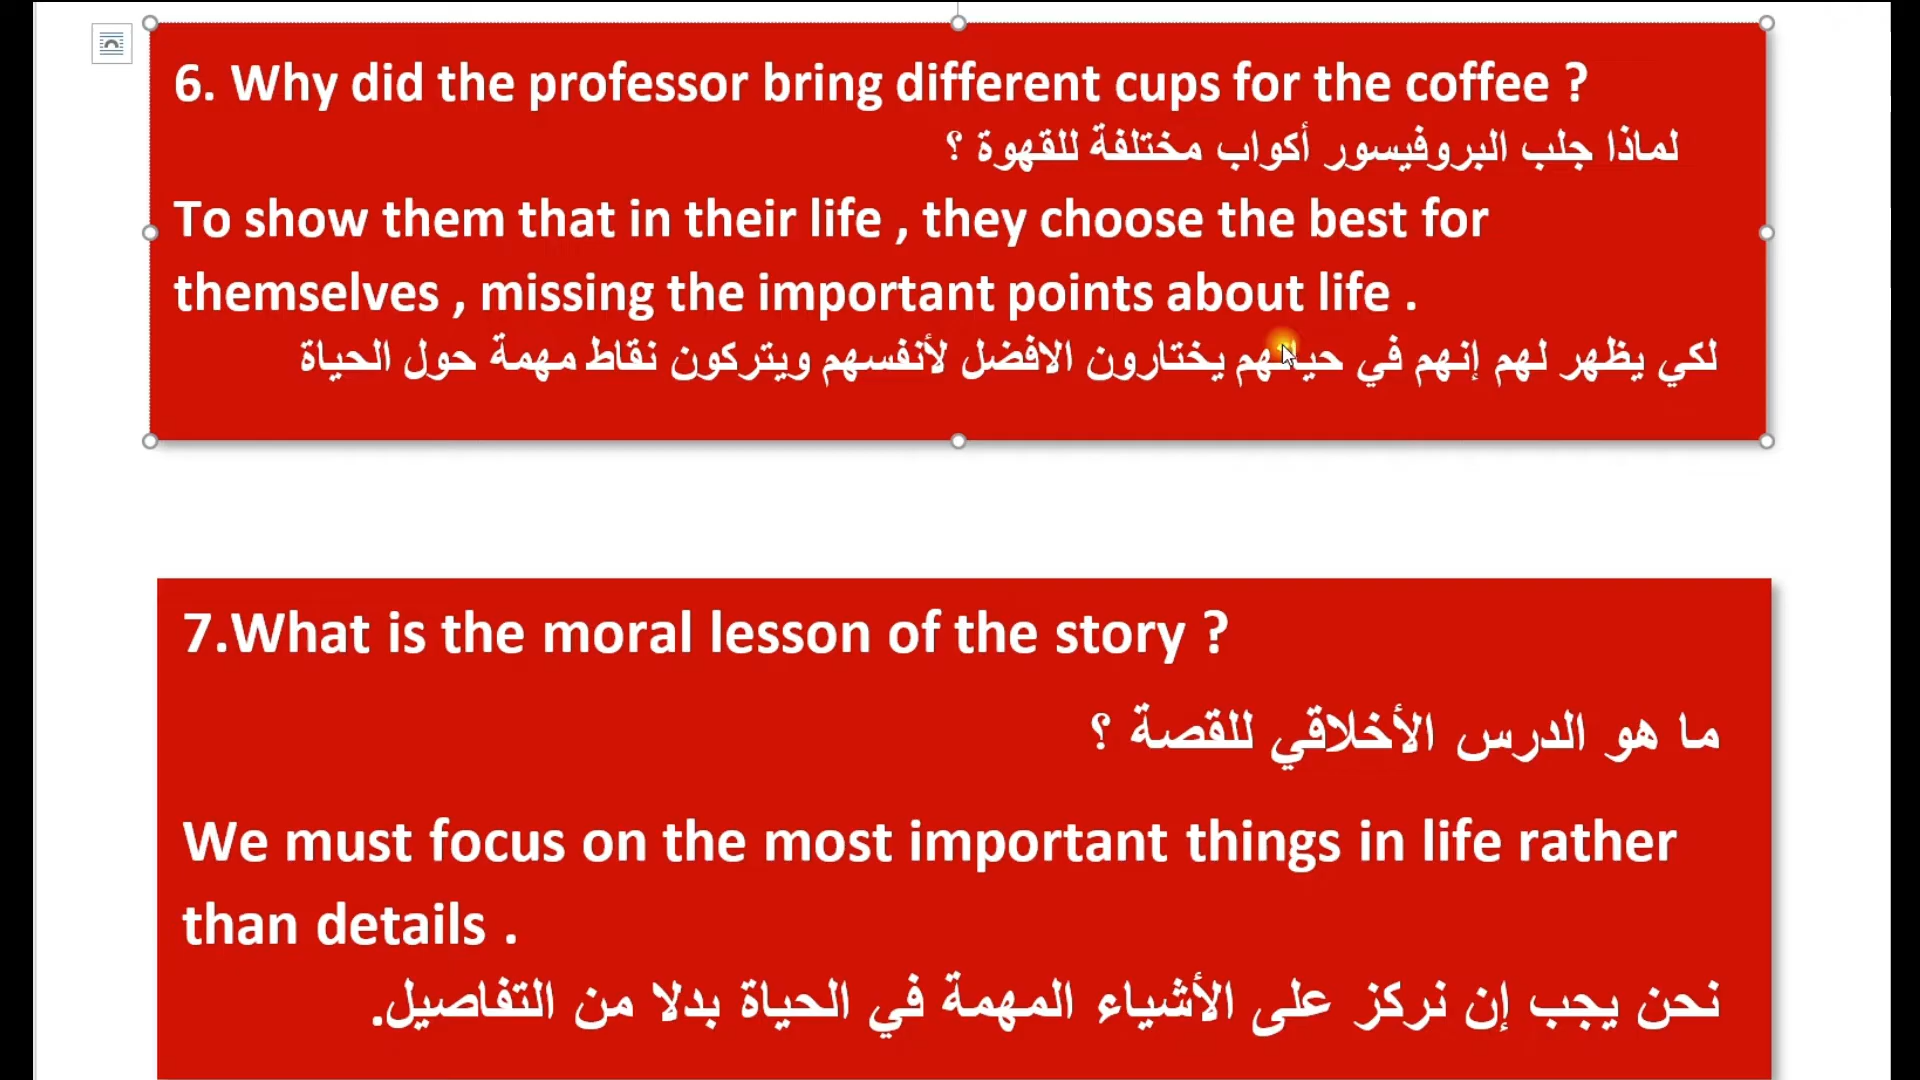 6. Why did the professor bring different cups for the coffee ?
لماذا جلب البروفيسور أكواب مختلفة للقهوة ؟
To show them that in their life , they choose the best for
themselves , missing the important points about life .
لكي يظهر لهم إنهم في حياتهم يختارون الافضل لأنفسهم ويتركون نقاط مهمة حول الحياة
7.What is the moral lesson of the story ?
ما هو الدرس الأخلاقي للقصة ؟
We must focus on the most important things in life rather
than details .
نحن يجب إن نركز على الأشياء المهمة في الحياة بدلا من التفاصيل.